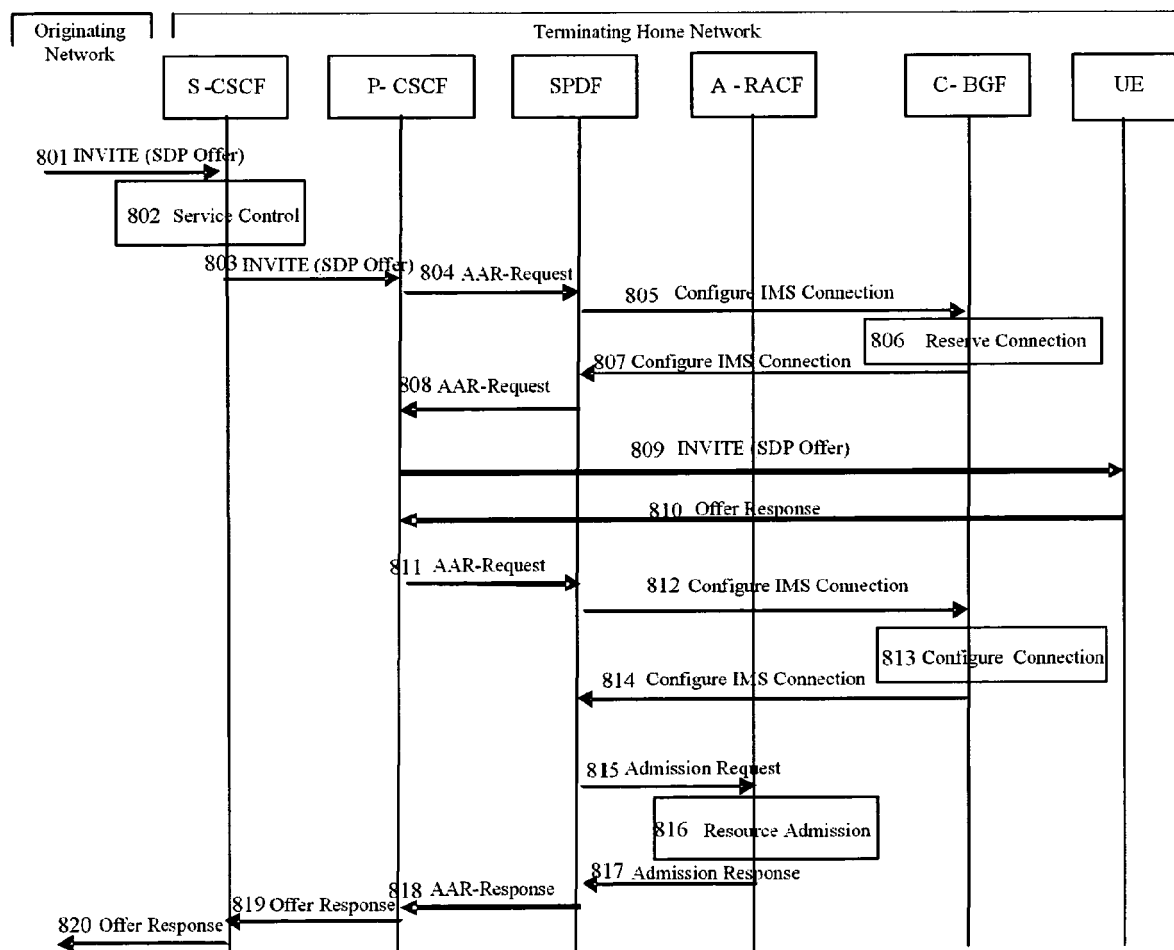 Originating
Network
Terminating Home Network
S -CSCF
P- CSCF
SPDF
A - RACF
C- BGF
UE
801 INVITE (SDP Offer)
802 Service Control
803 INVITE (SDP Offer)
804 AAR-Request
805 Configure IMS Connection
806 Reserve Connection
807 Configure IMS Connection
808 AAR-Request
809 INVITE (SDP Offer)
810 Offer Response
811 AAR-Request
812 Configure IMS Connection
813 Configure Connection
814 Configure IMS Connection
815 Admission Request
816 Resource Admission
817 Admission Response
818 AAR-Response
819 Offer Response
820 Offer Response